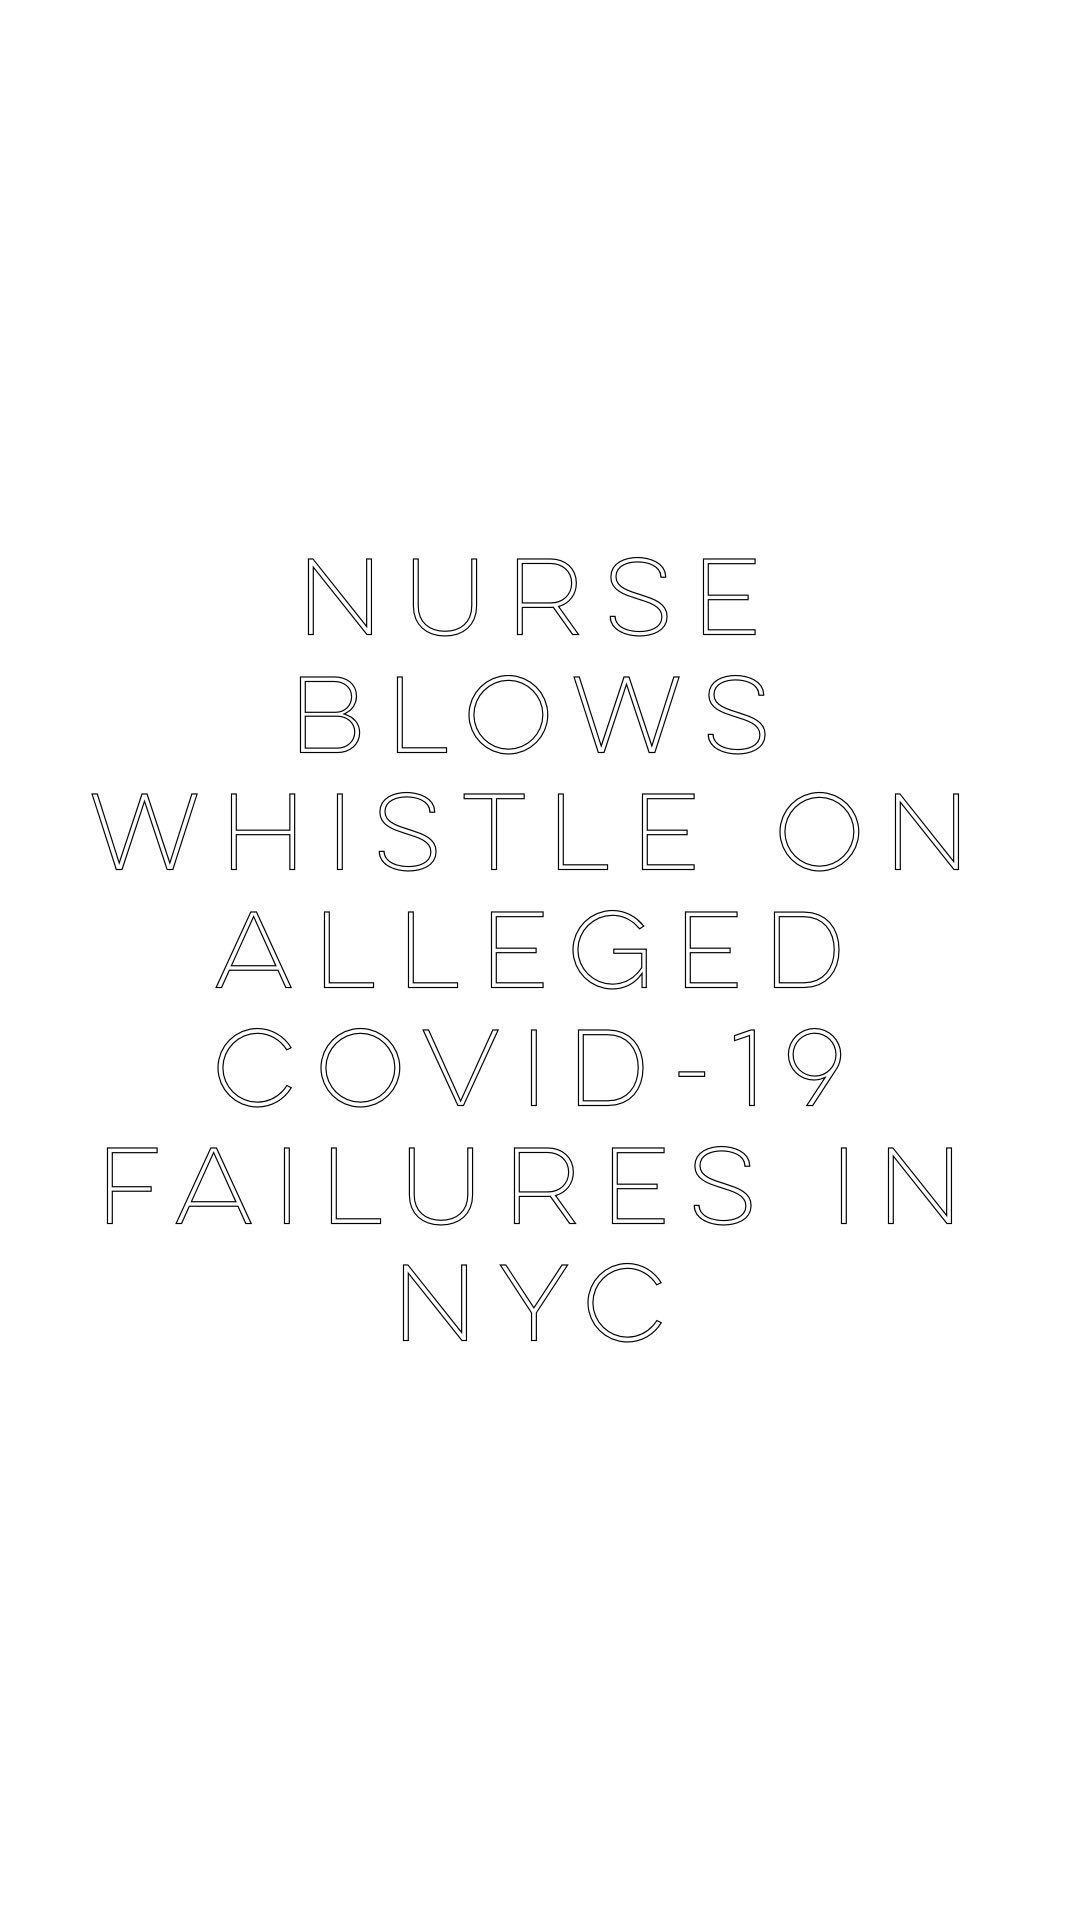 NURSE
BLOWS
WHISTLE ON
ALLEGED
COVID-19
FAILURES IN
NYC